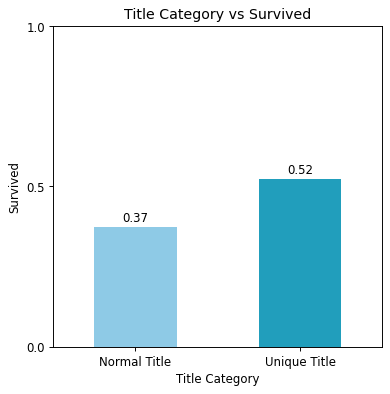 Title Category vs Survived
1.0
0.5
0.0
Survived
0.37
0.52
Normal Title
Unique Title
Title Category